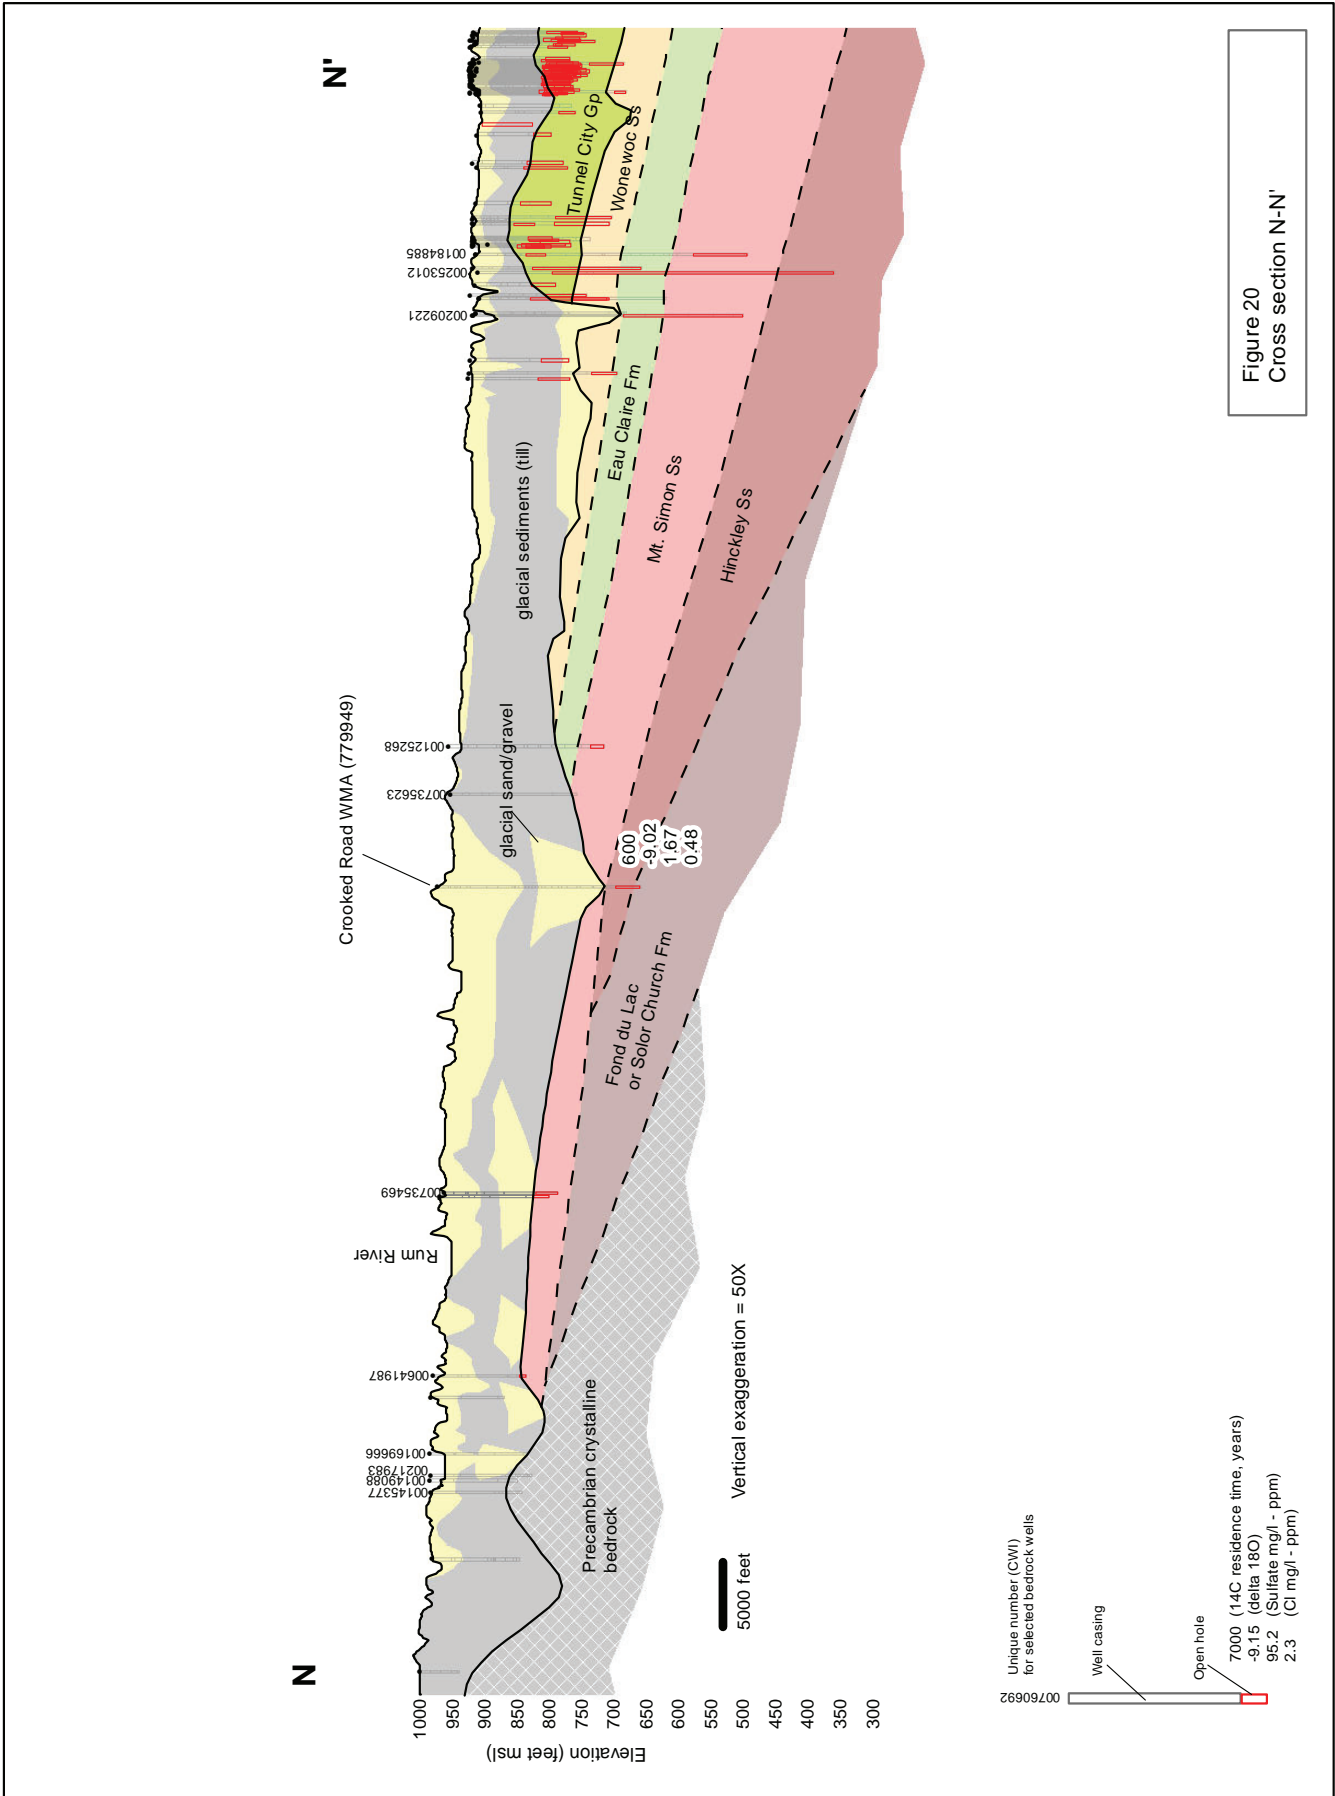 N
N'
Crooked Road WMA (779949)
Rum River
00145377
00149088
00217983
00169666
00641987
00735469
00735623
00125268
00209221
00253012
00184885
glacial sand/gravel
glacial sediments (till)
Tunnel City Gp
Wonewoc Ss
Eau Claire Fm
Mt. Simon Ss
Hinckley Ss
Fond du Lac
or Solor Church Fm
Precambrian crystalline
bedrock
600
-9.02
1.67
0.48
Elevation (feet msl)
1000
950
900
850
800
750
700
650
600
550
500
450
400
350
300
5000 feet
Vertical exaggeration = 50X
00760692
Unique number (CWI)
for selected bedrock wells
Well casing
Open hole
7000 (14C residence time, years)
-9.15 (delta 18O)
95.2 (Sulfate mg/l - ppm)
2.3 (Cl mg/l - ppm)
Figure 20
Cross section N-N'